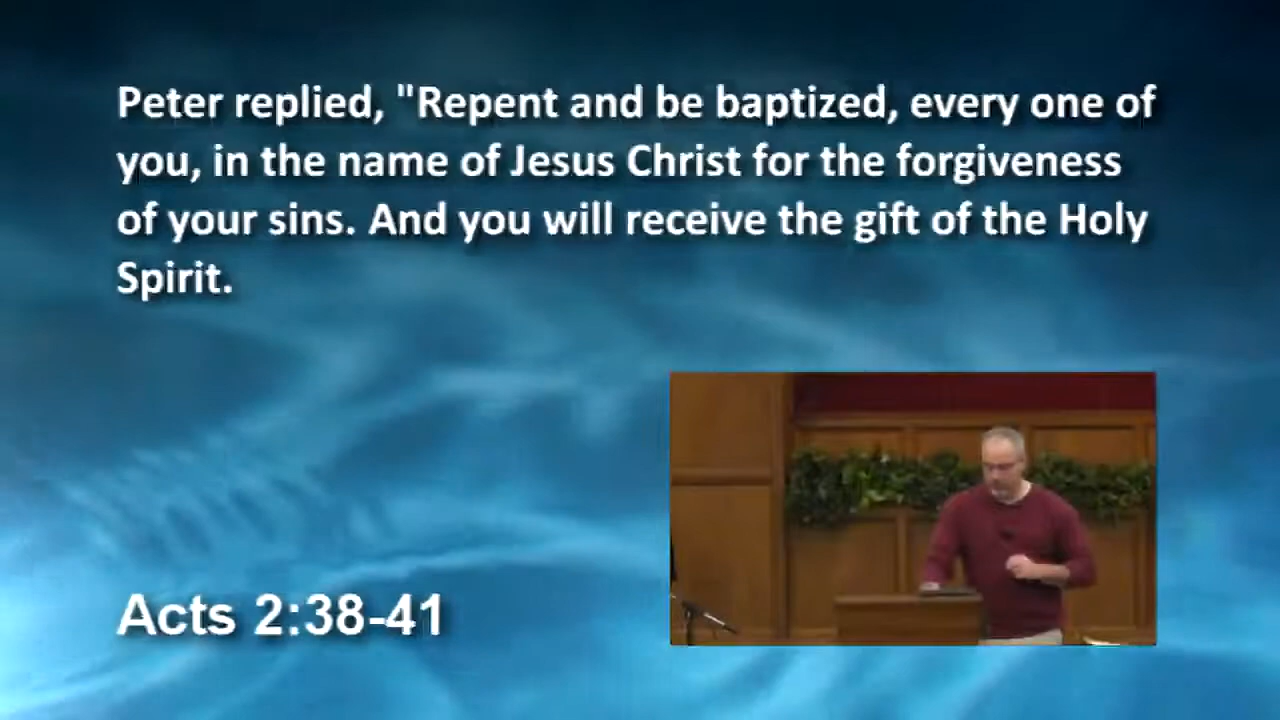 Peter replied, "Repent and be baptized, every one of
you, in the name of Jesus Christ for the forgiveness
of your sins. And you will receive the gift of the Holy
Spirit.
Acts 2:38-41